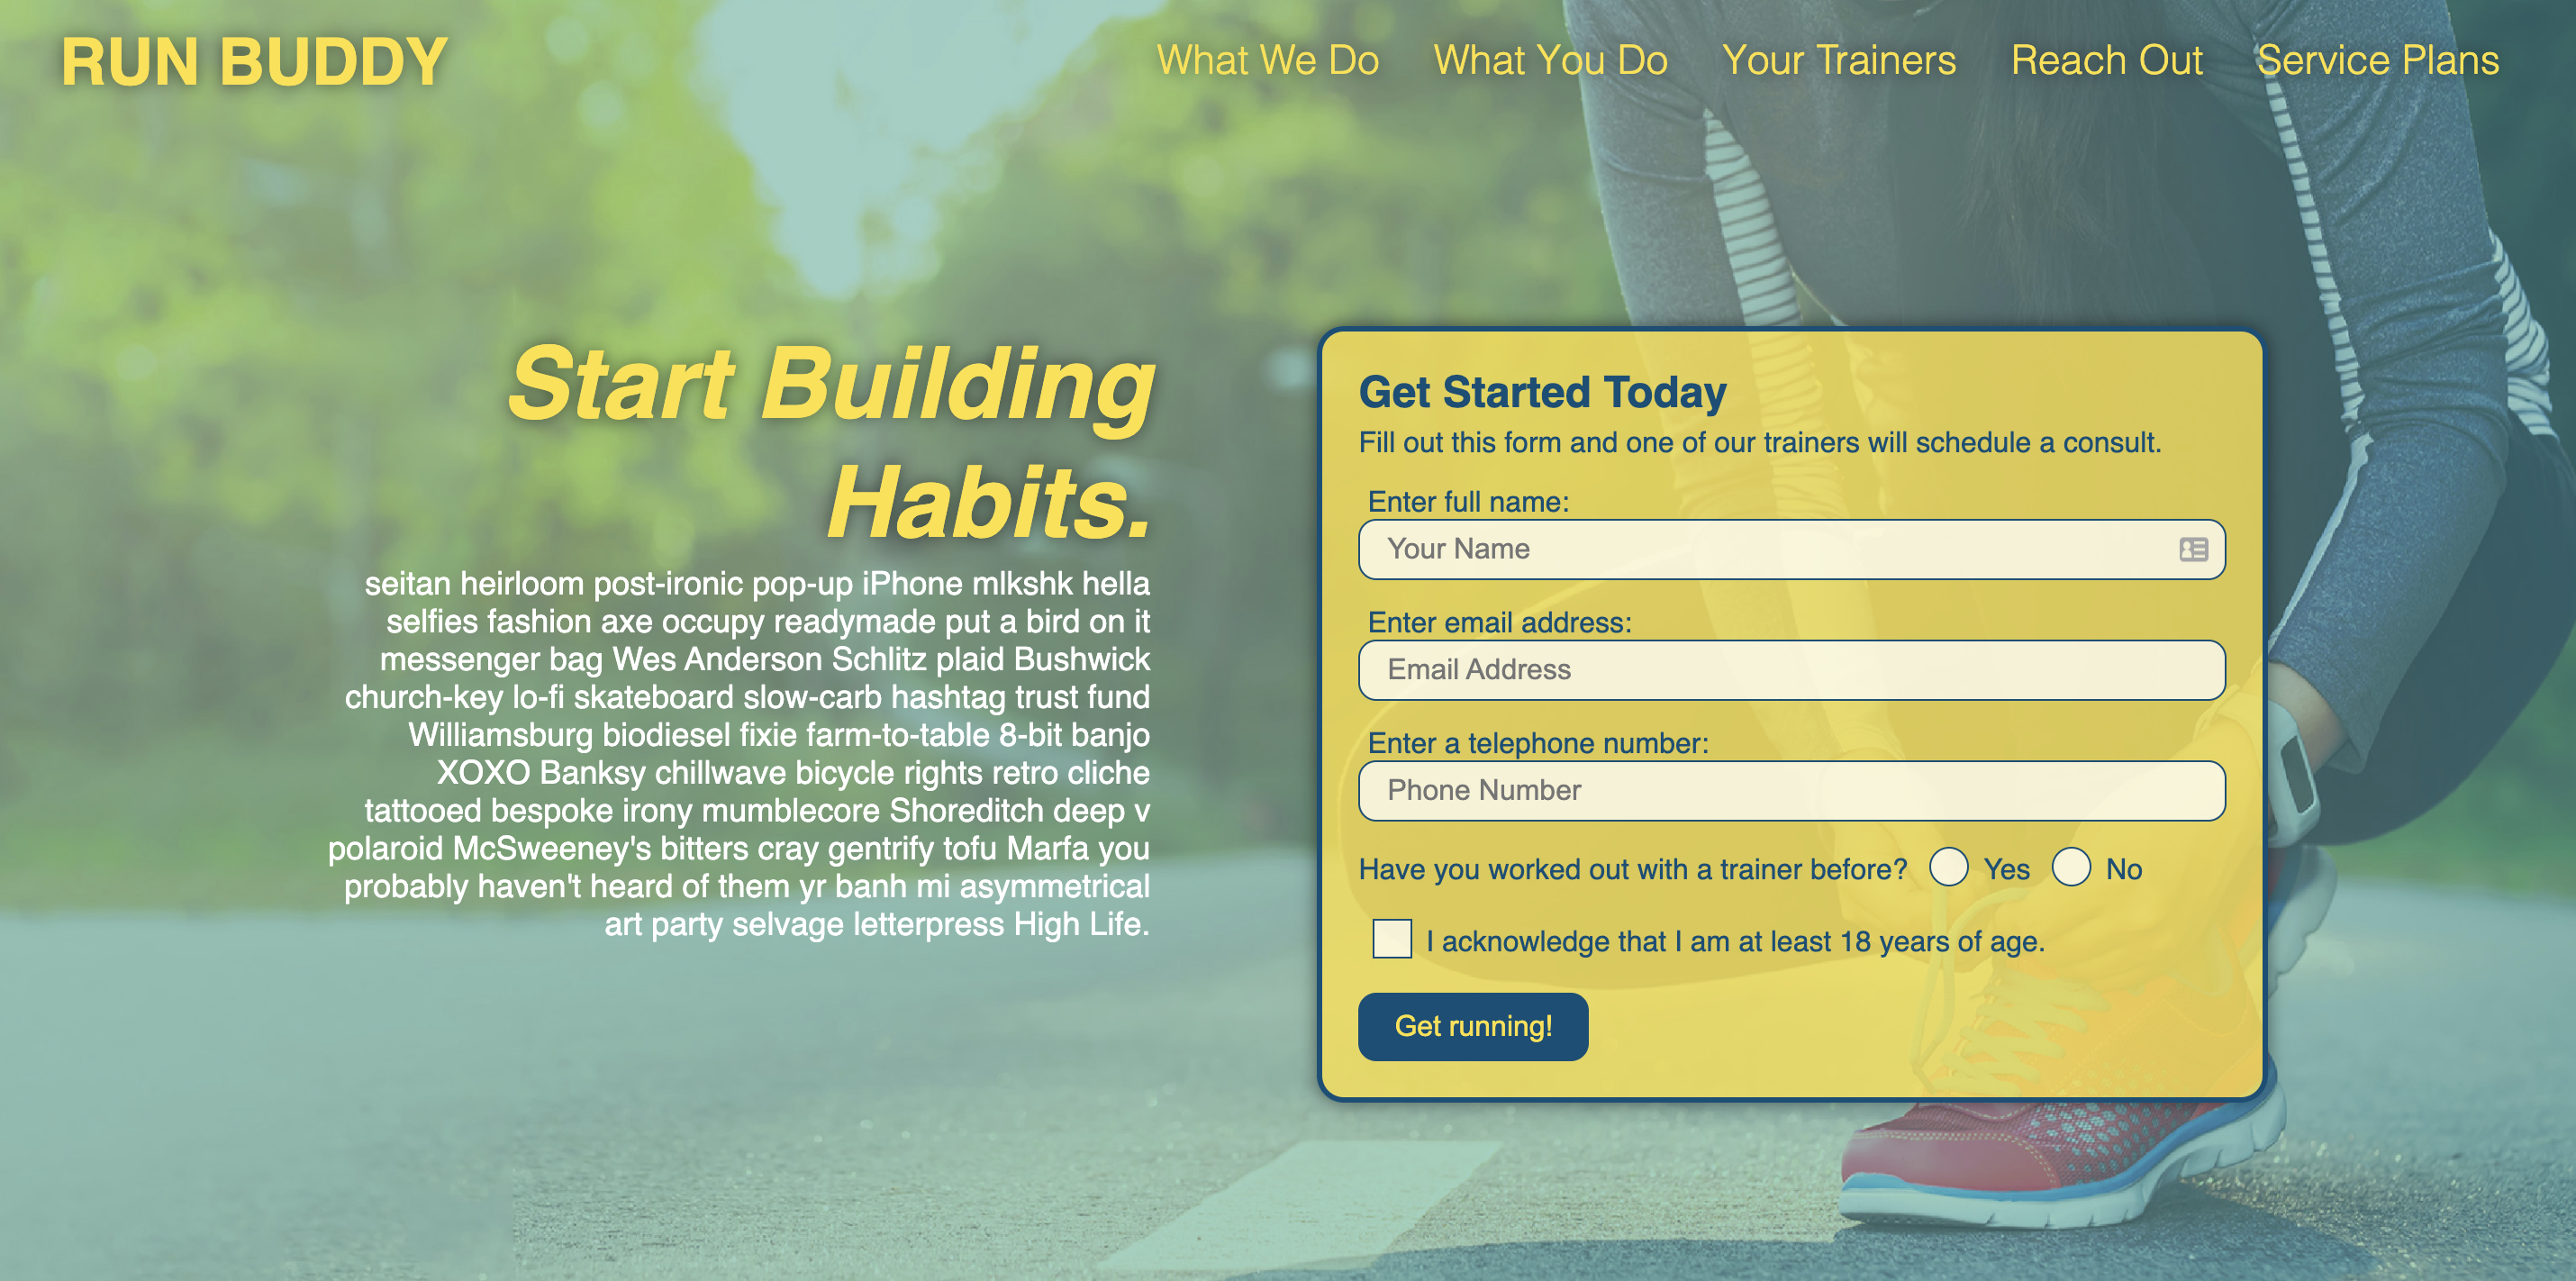 RUN BUDDY
What We Do What You Do Your Trainers Reach Out Service Plans
Start Building
Habits.
seitan heirloom post-ironic pop-up iPhone mlkshk hella
selfies fashion axe occupy readymade put a bird on it
messenger bag Wes Anderson Schlitz plaid Bushwick
church-key lo-fi skateboard slow-carb hashtag trust fund
Williamsburg biodiesel fixie farm-to-table 8-bit banjo
XOXO Banksy chillwave bicycle rights retro cliche
tattooed bespoke irony mumblecore Shoreditch deep v
polaroid McSweeney's bitters cray gentrify tofu Marfa you
probably haven't heard of them yr banh mi asymmetrical
art party selvage letterpress High Life.
Get Started Today
Fill out this form and one of our trainers will schedule a consult.
Enter full name:
Your Name
Enter email address:
Email Address
Enter a telephone number:
Phone Number
Have you worked out with a trainer before? Yes No
I acknowledge that I am at least 18 years of age.
Get running!